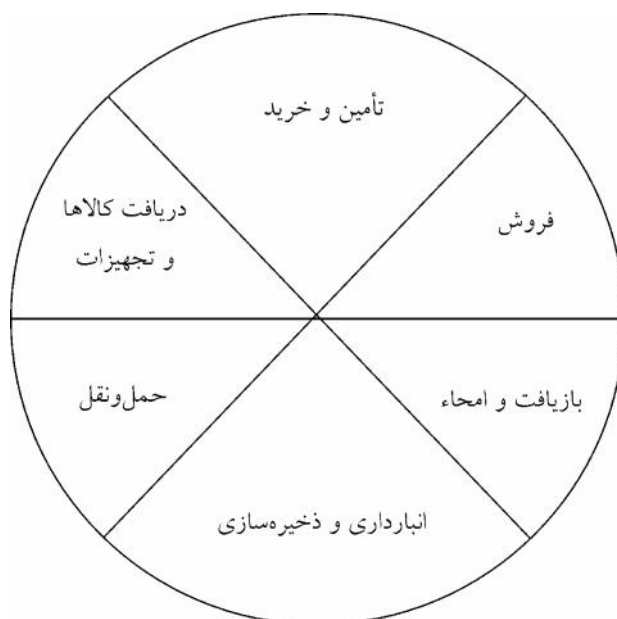 تأمین و خرید
دریافت کالاها
و تجهیزات
فروش
حمل‌ونقل
بازیافت و امحاء
انبارداری و ذخیره‌سازی